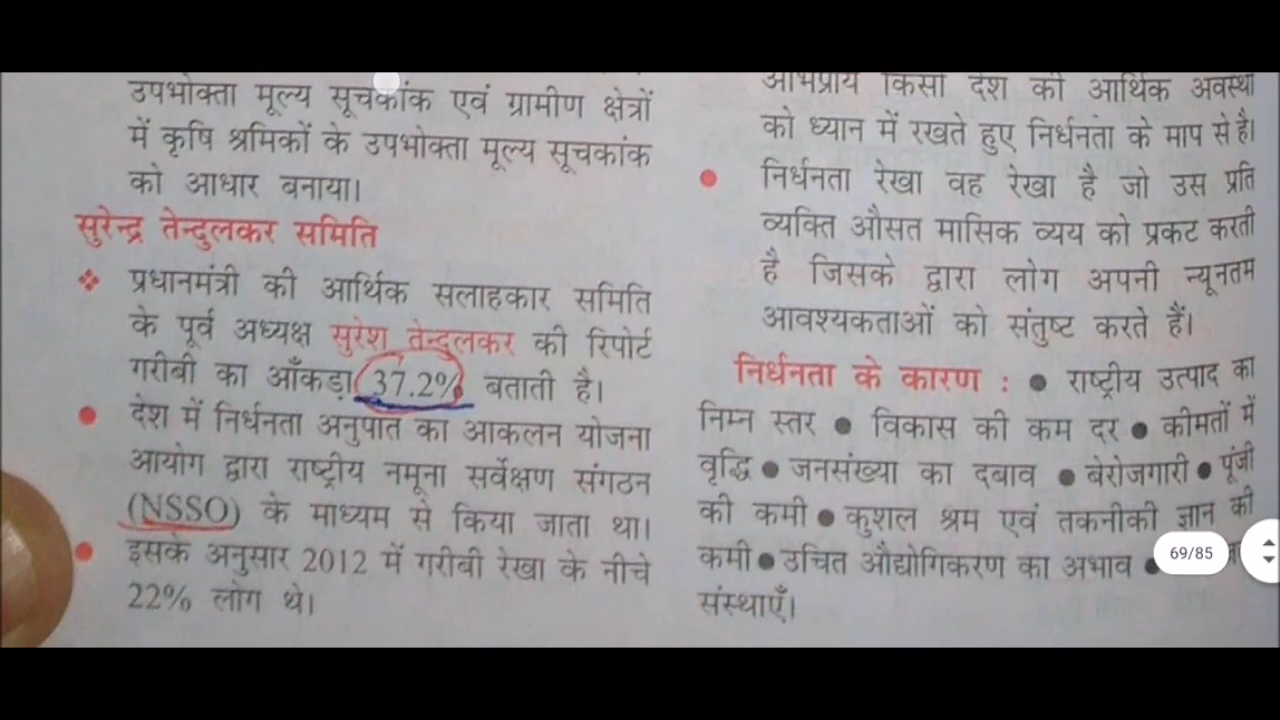 उपभोक्ता मूल्य सूचकांक एवं ग्रामीण क्षेत्रों
में कृषि श्रमिकों के उपभोक्ता मूल्य सूचकांक
को आधार बनाया।
सुरेन्द्र तेन्दुलकर समिति
प्रधानमंत्री की आर्थिक सलाहकार समिति
के पूर्व अध्यक्ष सुरेश तेन्दुलकर की रिपोर्ट
गरीबी का आँकड़ा 37.2% बताती है।
देश में निर्धनता अनुपात का आकलन योजना
आयोग द्वारा राष्ट्रीय नमूना सर्वेक्षण संगठन
(NSSO) के माध्यम से किया जाता था।
इसके अनुसार 2012 में गरीबी रेखा के नीचे
22% लोग थे।
अभिप्राय किसी देश की आर्थिक अवस्था
को ध्यान में रखते हुए निर्धनता के माप से है।
निर्धनता रेखा वह रेखा है जो उस प्रति
व्यक्ति औसत मासिक व्यय को प्रकट करती
है जिसके द्वारा लोग अपनी न्यूनतम
आवश्यकताओं को संतुष्ट करते हैं।
निर्धनता के कारण : ● राष्ट्रीय उत्पाद का
निम्न स्तर ● विकास की कम दर ● कीमतों में
वृद्धि ● जनसंख्या का दबाव ● बेरोजगारी ● पूंजी
की कमी ● कुशल श्रम एवं तकनीकी ज्ञान की
कमी ● उचित औद्योगिकरण का अभाव ●
संस्थाएँ।
69/85